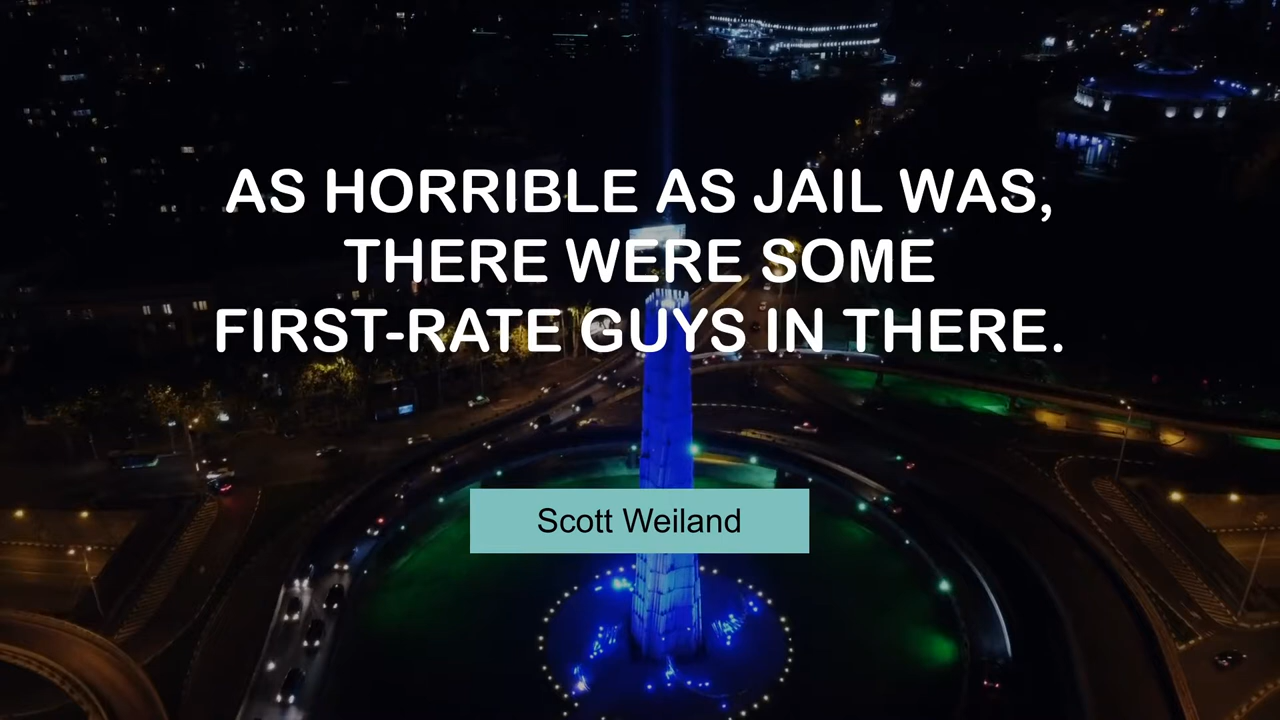 AS HORRIBLE AS JAIL WAS,
THERE WERE SOME
FIRST-RATE GUYS IN THERE.
Scott Weiland